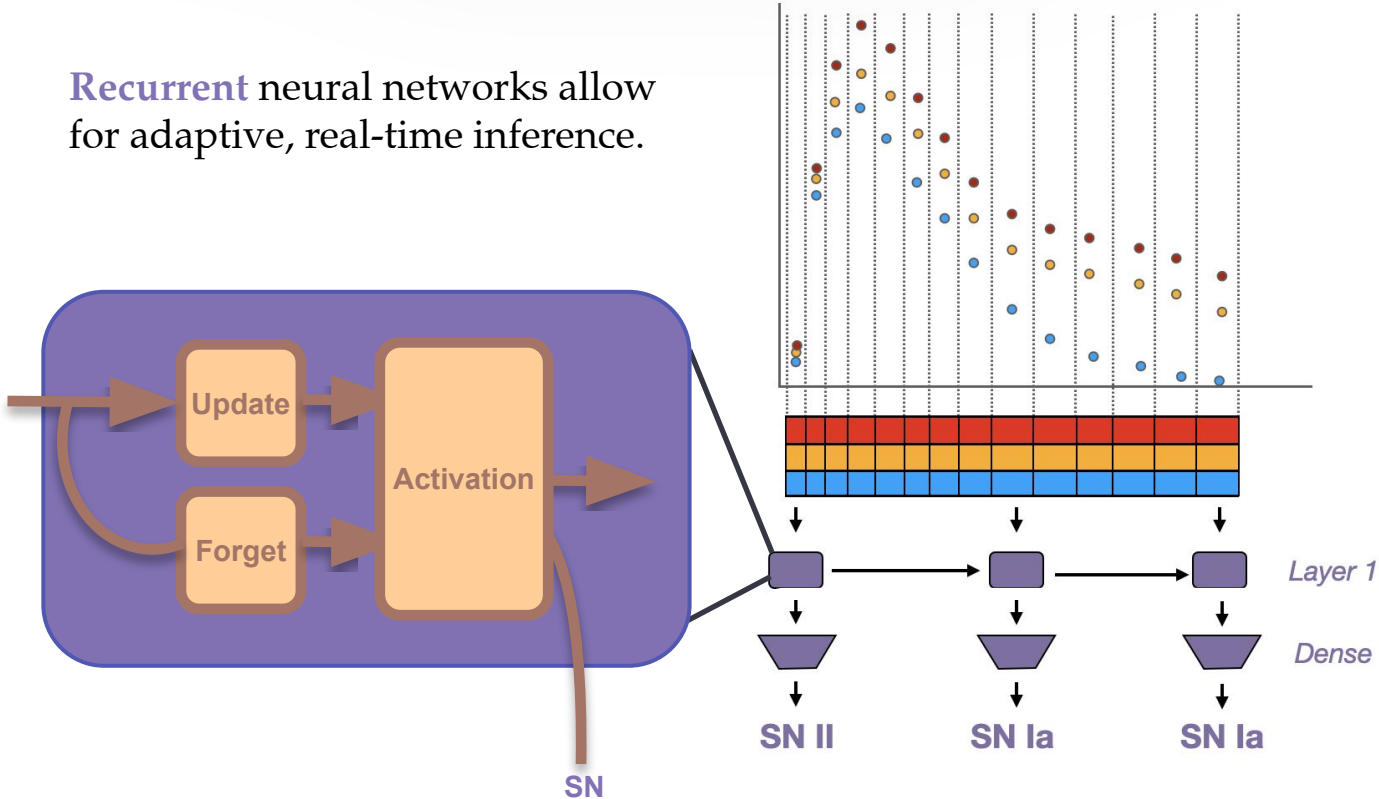 Recurrent neural networks allow
for adaptive, real-time inference.
Update
Activation
Forget
SN
Layer 1
Dense
SN II
SN Ia
SN Ia